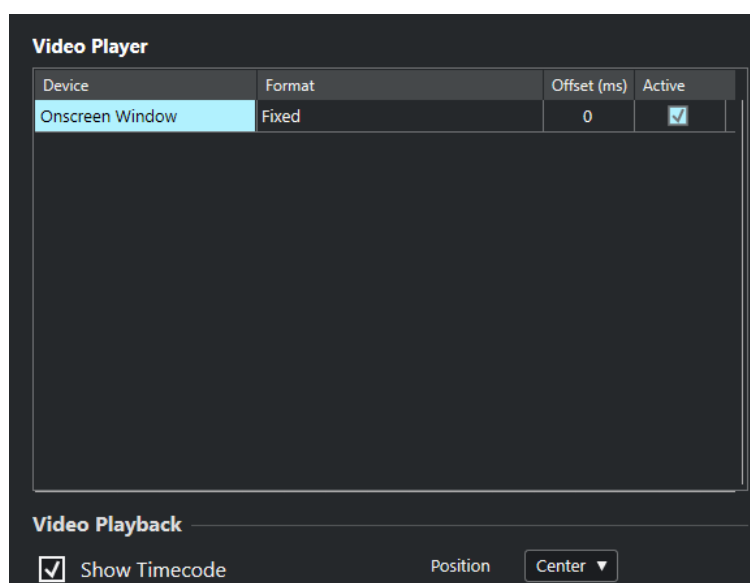 Video Player
Device Format Offset (ms) Active
Onscreen Window Fixed 0
Video Playback
Show Timecode Position Center